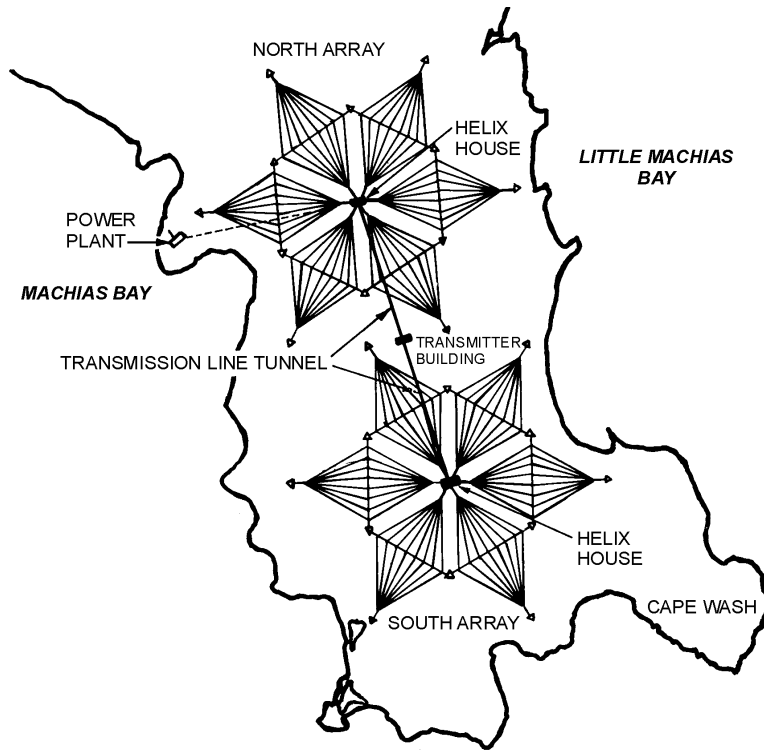 NORTH ARRAY
HELIX
HOUSE
LITTLE MACHIAS
BAY
POWER
PLANT
MACHIAS BAY
TRANSMITTER
BUILDING
TRANSMISSION LINE TUNNEL
HELIX
HOUSE
CAPE WASH
SOUTH ARRAY